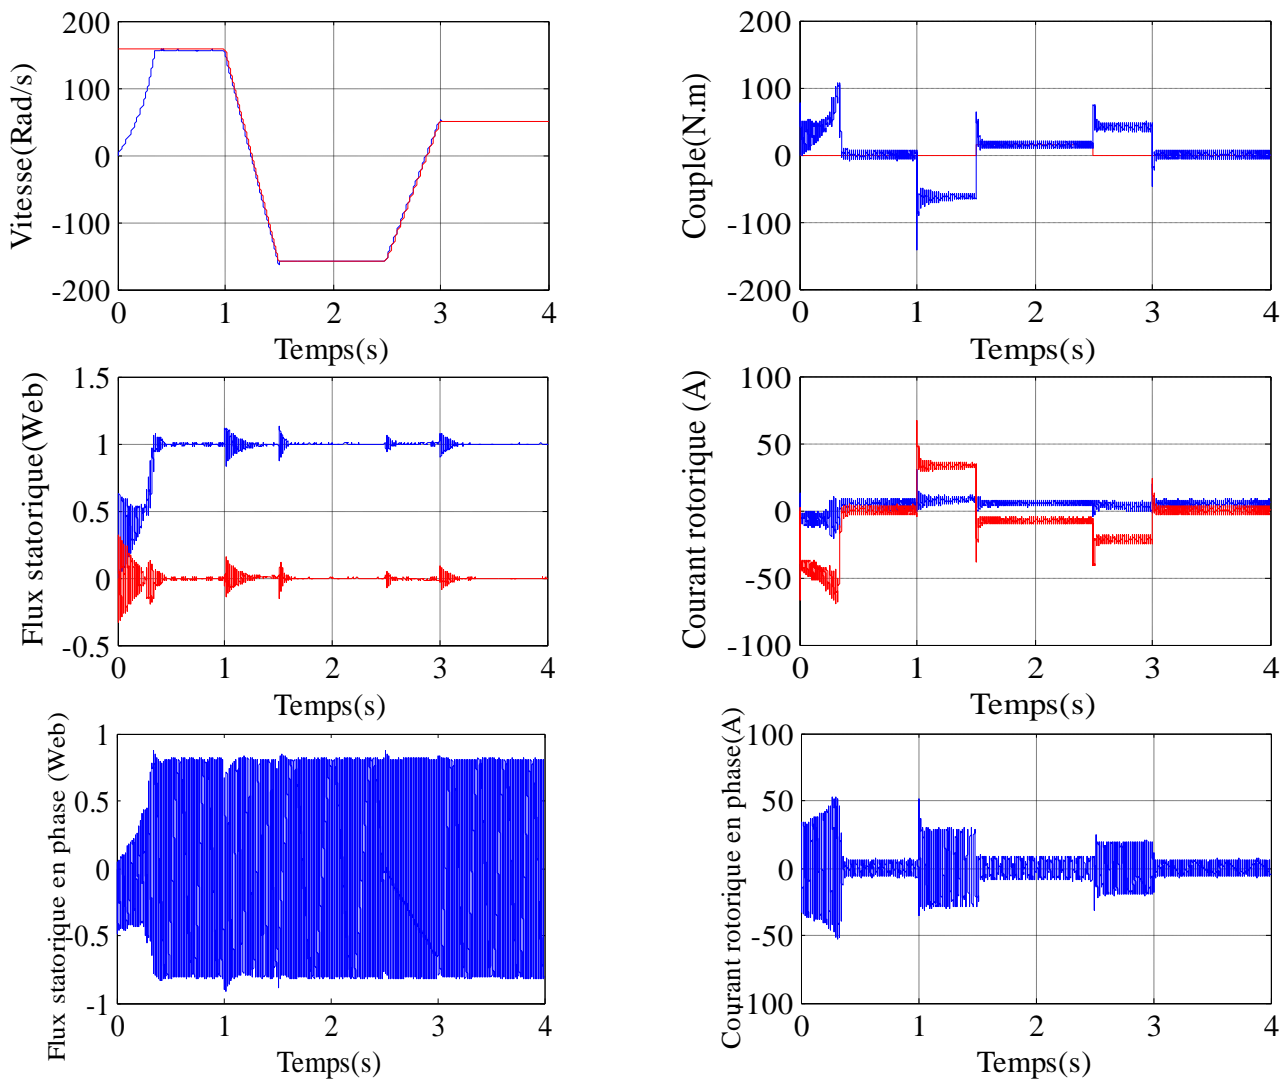 Vitesse(Rad/s)
200
100
0
-100
-200
0 1 2 3 4
Temps(s)
Couple(N.m)
200
100
0
-100
-200
0 1 2 3 4
Temps(s)
Flux statorique(Web)
1.5
1
0.5
0
-0.5
0 1 2 3 4
Temps(s)
Courant rotorique (A)
100
50
0
-50
-100
0 1 2 3 4
Temps(s)
Flux statorique en phase (Web)
1
0.5
0
-0.5
-1
0 1 2 3 4
Temps(s)
Courant rotorique en phase(A)
100
50
0
-50
-100
0 1 2 3 4
Temps(s)